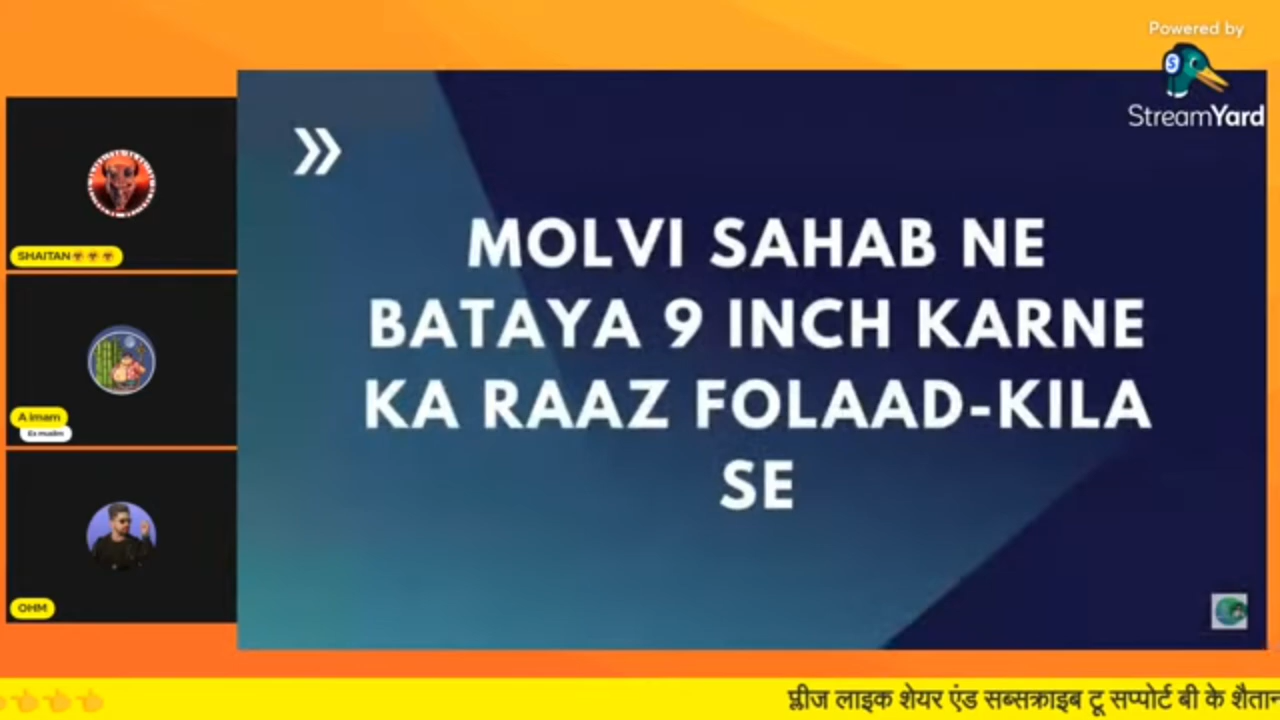 Powered by
StreamYard
SHAITAN
A imam
Ex muslim
OHM
MOLVI SAHAB NE
BATAYA 9 INCH KARNE
KA RAAZ FOLAAD-KILA
SE
प्लीज लाइक शेयर एंड सब्सक्राइब टू सप्पोर्ट बी के शैतान